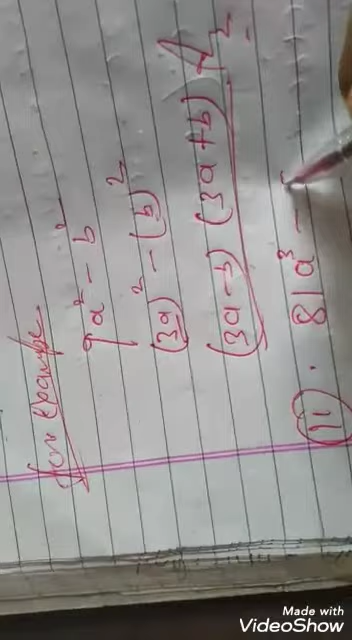 For Example
9a² - b²
(3a)² - (b)²
(3a-b) (3a+b) A
(ii). 81a³ -
Made with
VideoShow